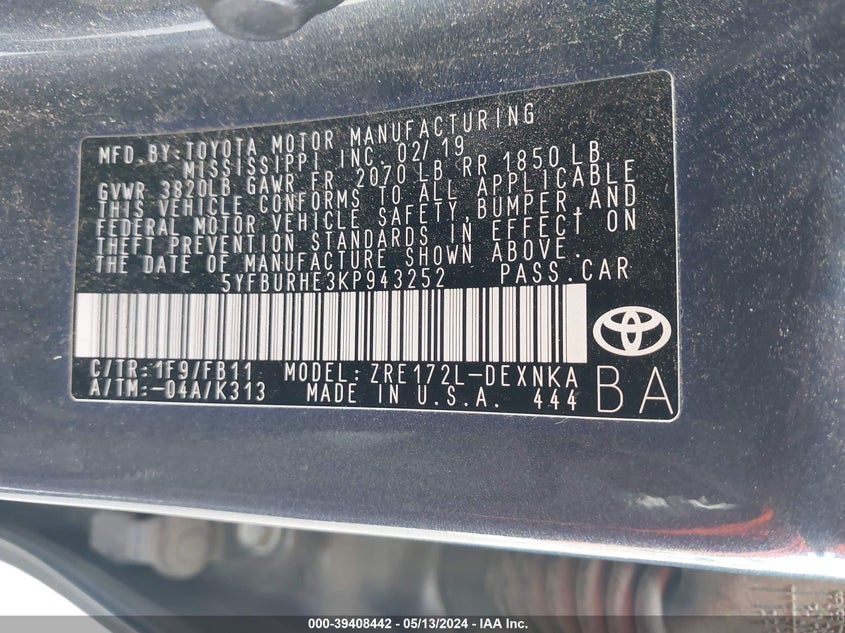 MFD.BY:TOYOTA MOTOR MANUFACTURING
MISSISSIPPI INC. 02/19
GVWR 3820LB GAWR FR 2070 LB RR 1850 LB
THIS VEHICLE CONFORMS TO ALL APPLICABLE
FEDERAL MOTOR VEHICLE SAFETY,BUMPER,AND
THEFT PREVENTION STANDARDS IN EFFECT ON
THE DATE OF MANUFACTURE SHOWN ABOVE.
5YFBURHE3KP943252 PASS.CAR
C/TR:1F9/FB11 MODEL:ZRE172L-DEXNKA
A/TM:-04A/K313 MADE IN U.S.A. 444 BA
000-39408442 - 05/13/2024 - IAA Inc.